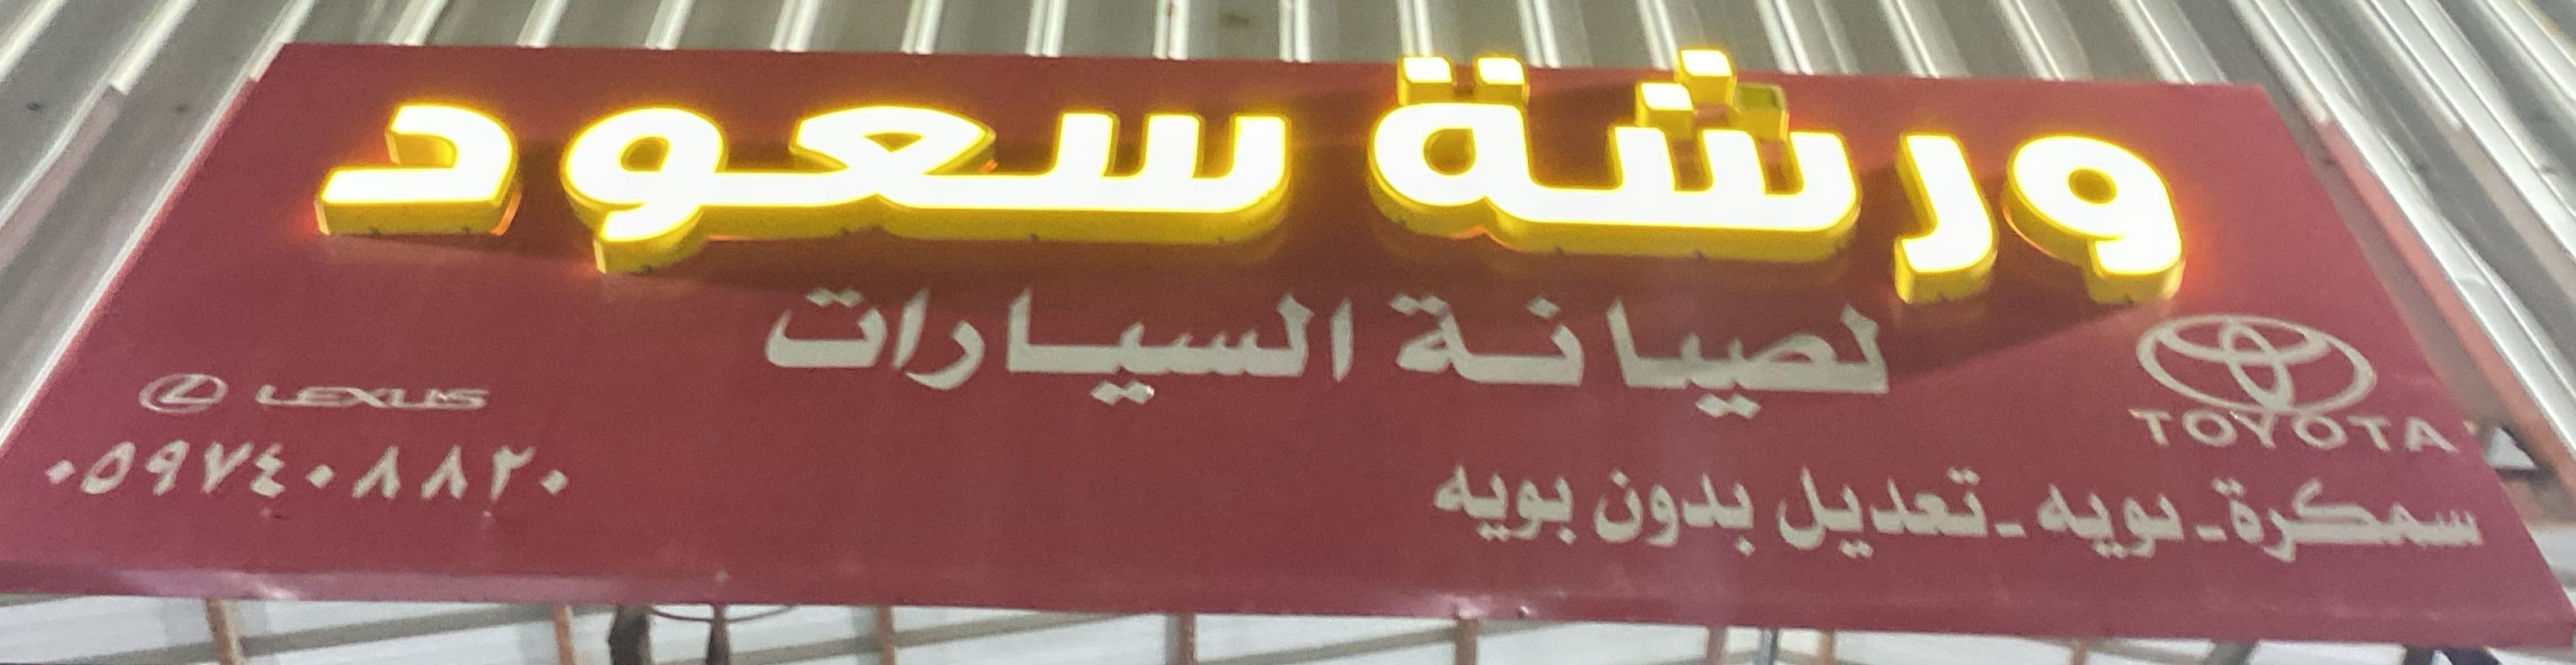 ورشة سعود
لصيانة السيارات
TOYOTA
LEXUS
سمكرة - بويه - تعديل بدون بويه
٠٥٩٧٤٠٨٨٢٠